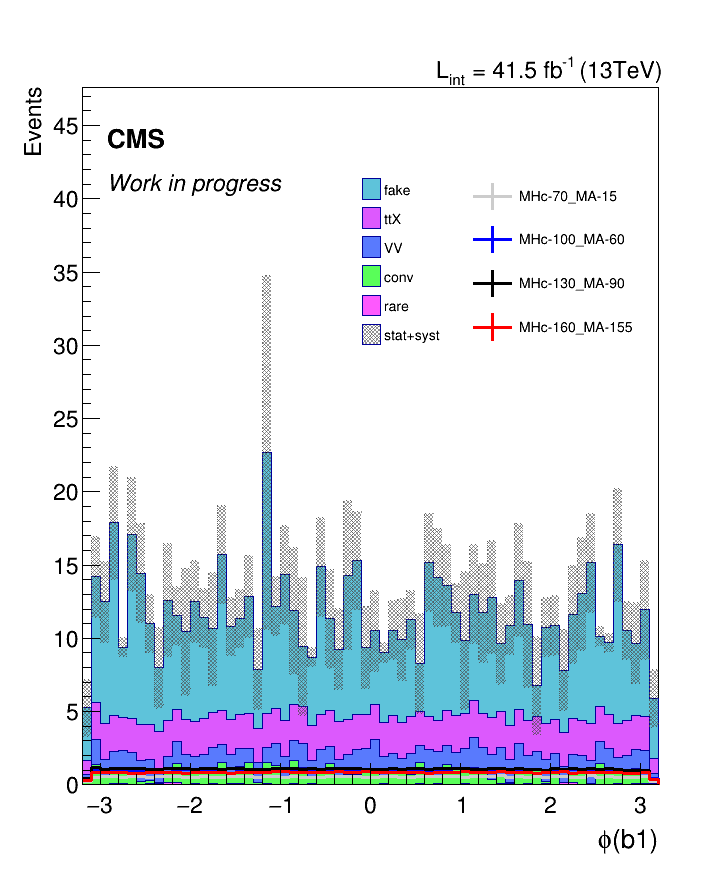 L_int = 41.5 fb^-1 (13TeV)
Events
CMS
Work in progress
fake
ttX
VV
conv
rare
stat+syst
MHc-70_MA-15
MHc-100_MA-60
MHc-130_MA-90
MHc-160_MA-155
45
40
35
30
25
20
15
10
5
0
−3 −2 −1 0 1 2 3
ϕ(b1)